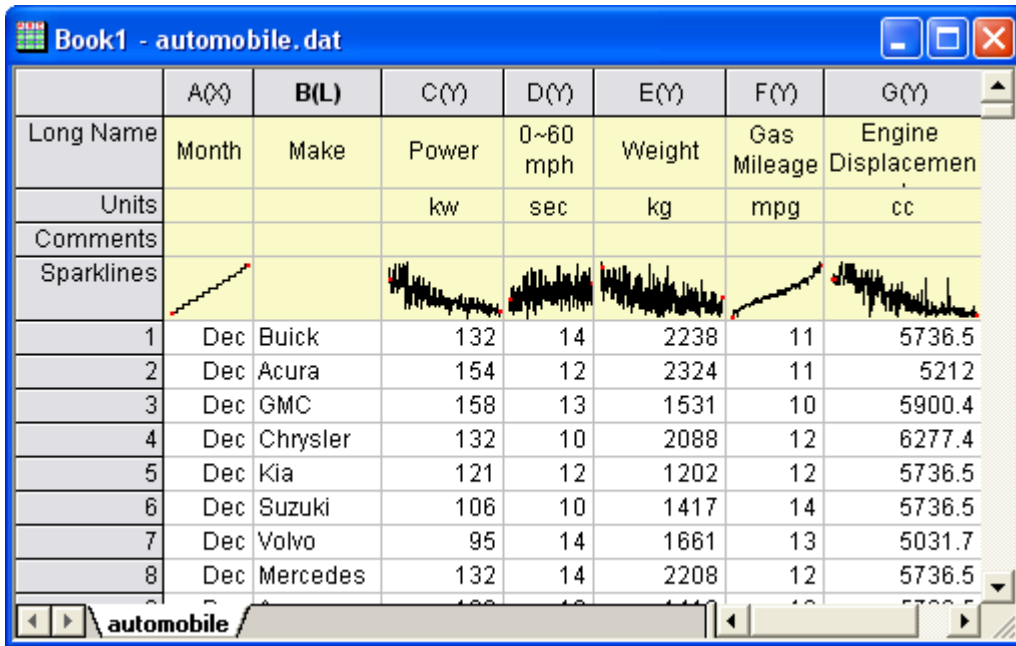 Book1 - automobile.dat
A(X) B(L) C(Y) D(Y) E(Y) F(Y) G(Y)
Long Name Month Make Power 0~60 mph Weight Gas Mileage Engine Displacemen
Units kw sec kg mpg cc
Comments
Sparklines
1 Dec Buick 132 14 2238 11 5736.5
2 Dec Acura 154 12 2324 11 5212
3 Dec GMC 158 13 1531 10 5900.4
4 Dec Chrysler 132 10 2088 12 6277.4
5 Dec Kia 121 12 1202 12 5736.5
6 Dec Suzuki 106 10 1417 14 5736.5
7 Dec Volvo 95 14 1661 13 5031.7
8 Dec Mercedes 132 14 2208 12 5736.5
automobile